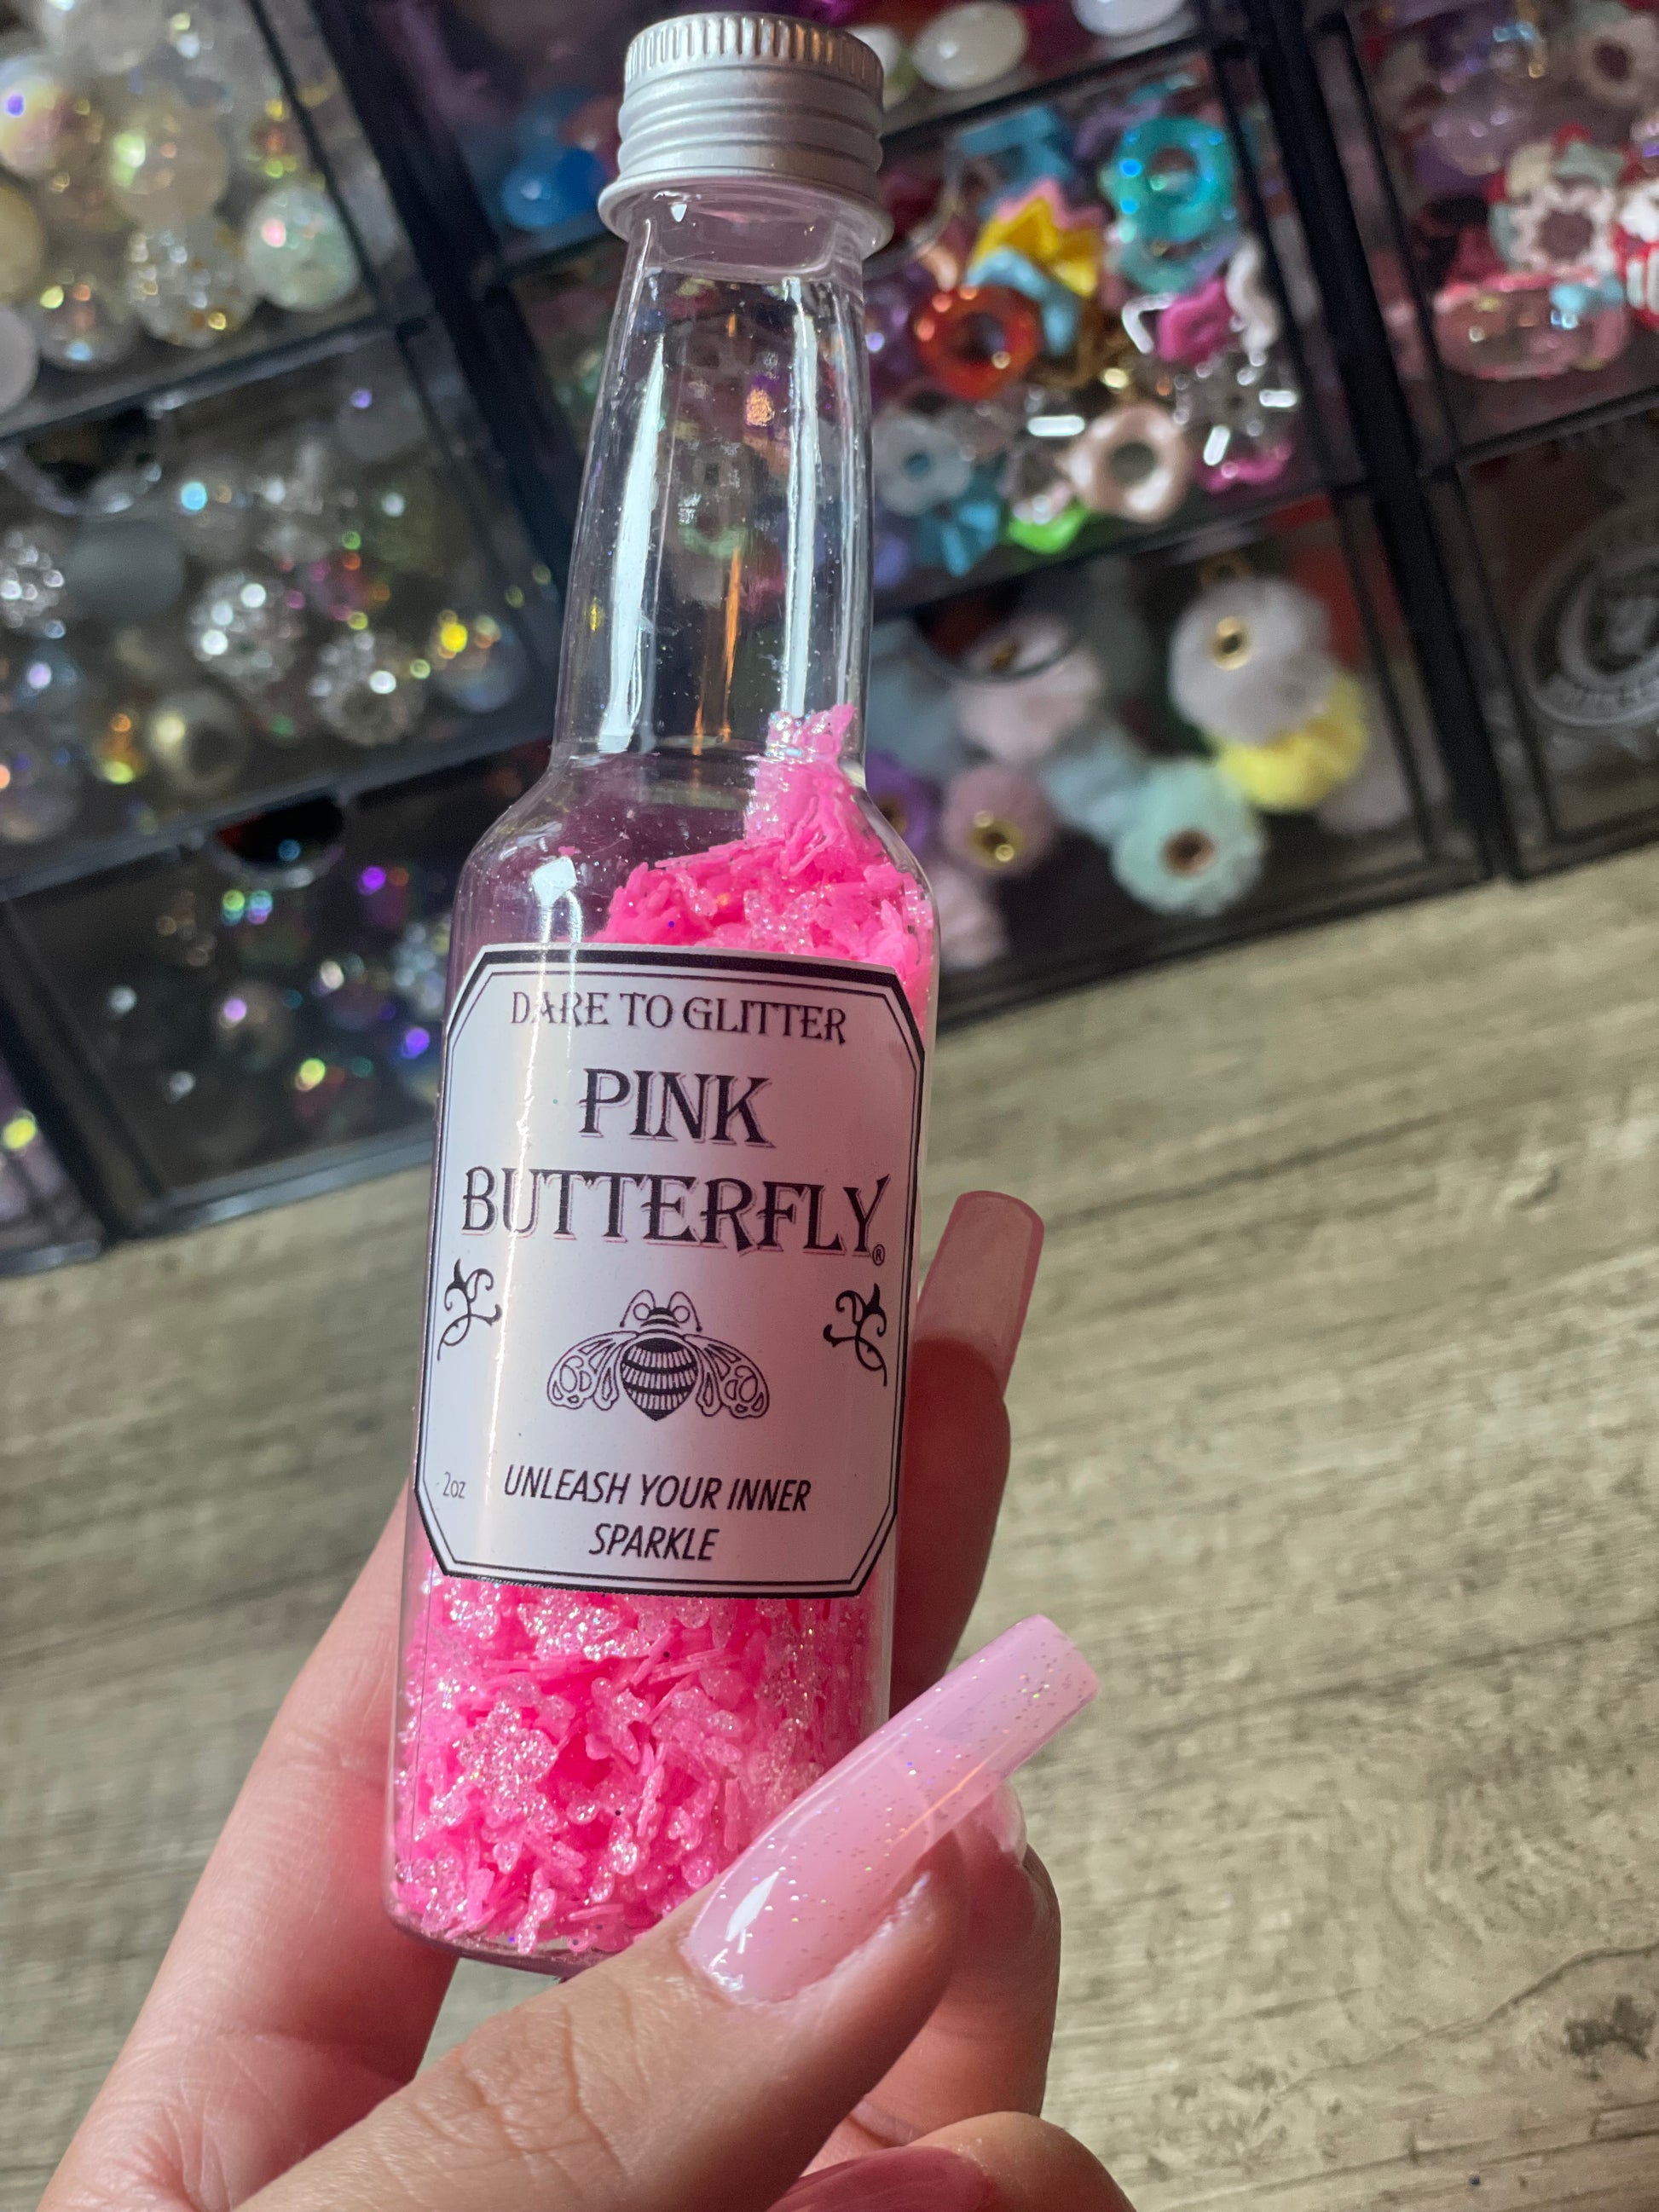 DARE TO GLITTER
PINK
BUTTERFLY®
2oz
UNLEASH YOUR INNER
SPARKLE